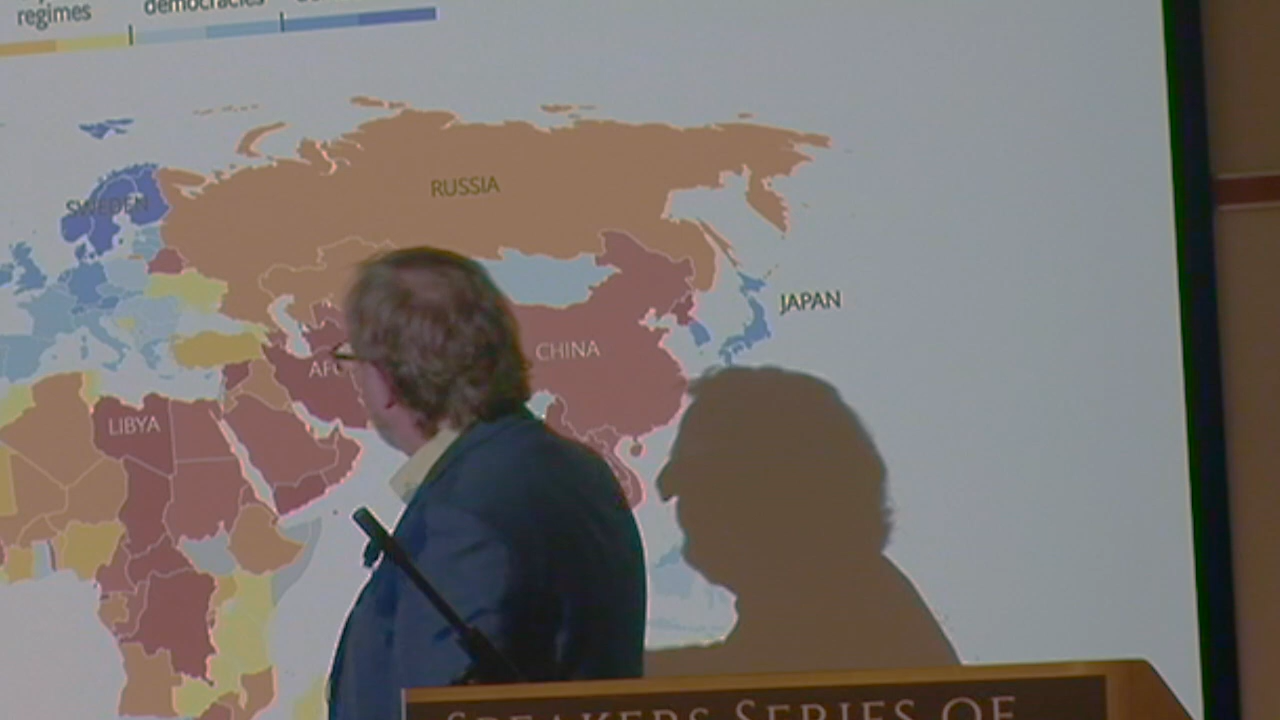 regimes
democracies
SWEDEN
RUSSIA
JAPAN
CHINA
LIBYA
SPEAKERS SERIES OF